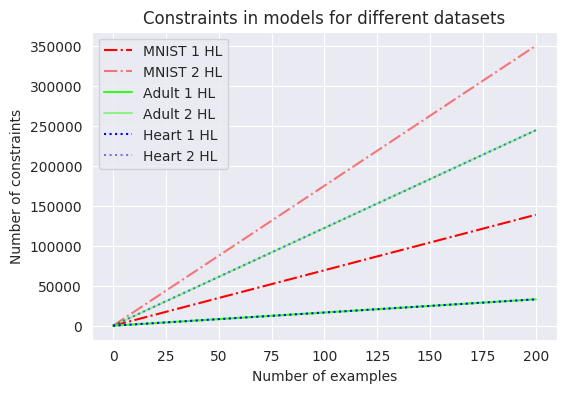 Constraints in models for different datasets
MNIST 1 HL
MNIST 2 HL
Adult 1 HL
Adult 2 HL
Heart 1 HL
Heart 2 HL
Number of constraints
350000
300000
250000
200000
150000
100000
50000
0
0 25 50 75 100 125 150 175 200
Number of examples